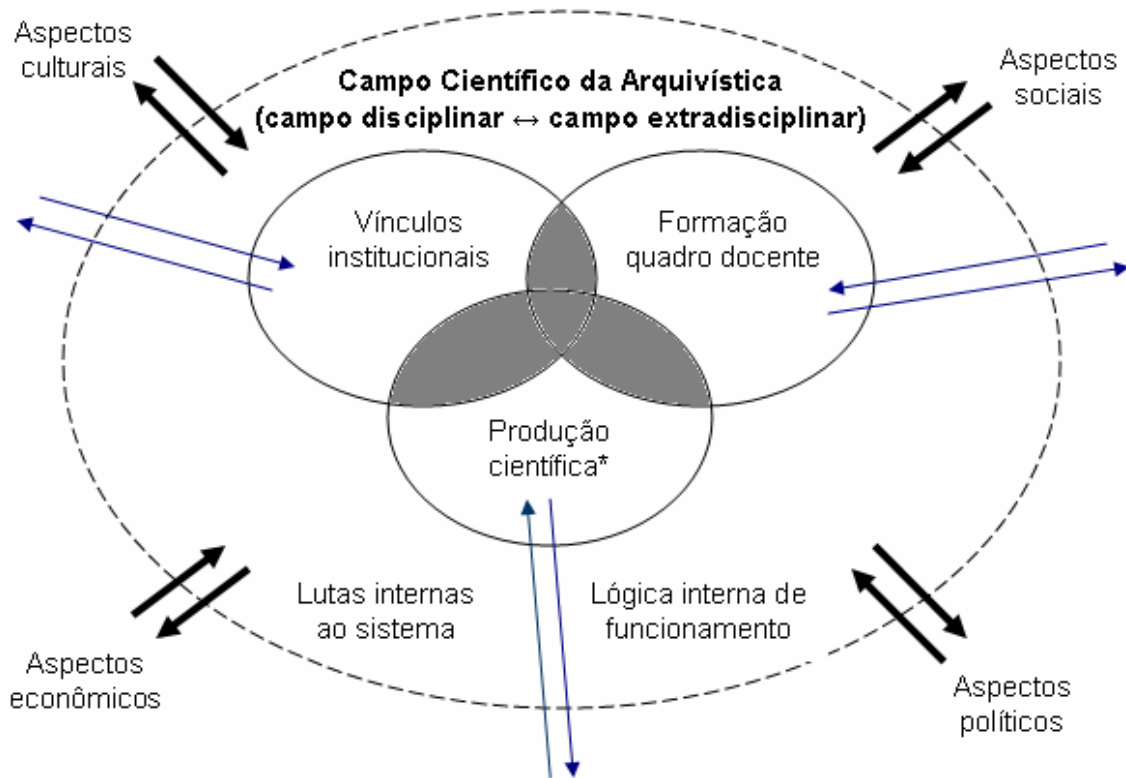 Aspectos
culturais
Campo Científico da Arquivística
(campo disciplinar ↔ campo extradisciplinar)
Aspectos
sociais
Vínculos
institucionais
Formação
quadro docente
Produção
científica*
Lutas internas
ao sistema
Lógica interna de
funcionamento
Aspectos
econômicos
Aspectos
políticos